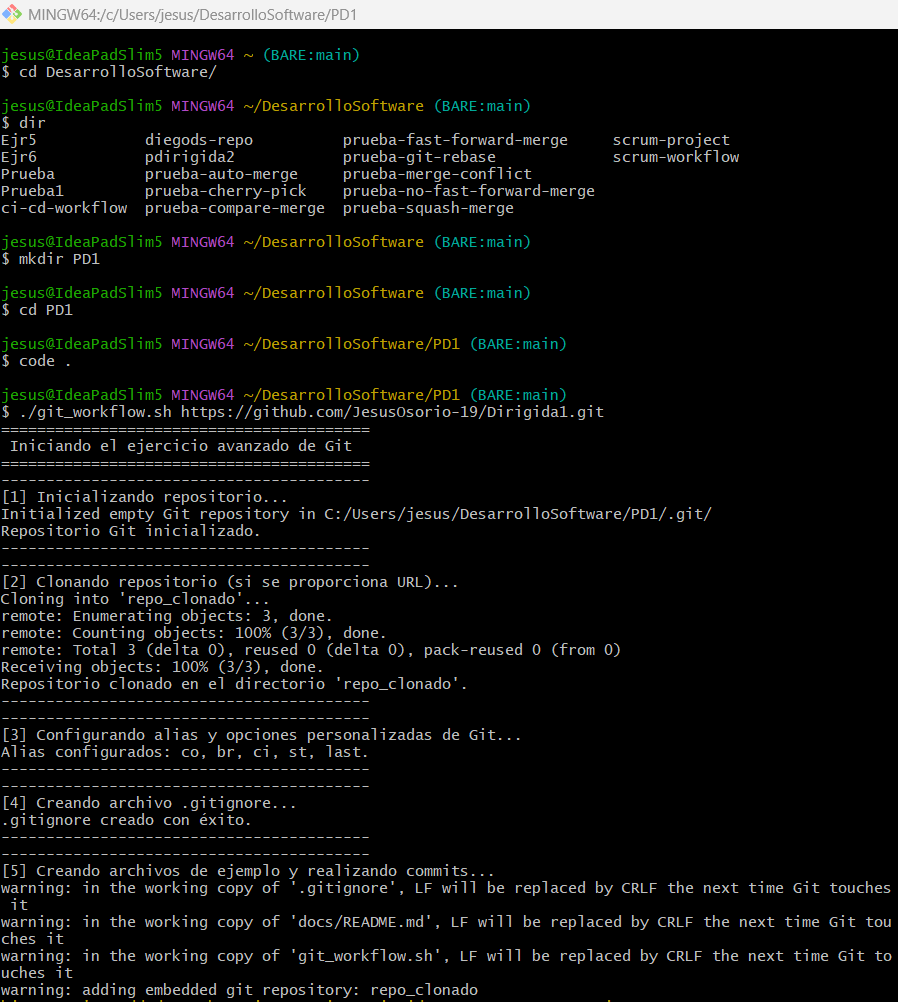 MINGW64:/c/Users/jesus/DesarrolloSoftware/PD1
jesus@IdeaPadSlim5 MINGW64 ~ (BARE:main)
$ cd DesarrolloSoftware/
jesus@IdeaPadSlim5 MINGW64 ~/DesarrolloSoftware (BARE:main)
$ dir
Ejr5 diegods-repo prueba-fast-forward-merge scrum-project
Ejr6 pdirigida2 prueba-git-rebase scrum-workflow
Prueba prueba-auto-merge prueba-merge-conflict
Prueba1 prueba-cherry-pick prueba-no-fast-forward-merge
ci-cd-workflow prueba-compare-merge prueba-squash-merge
jesus@IdeaPadSlim5 MINGW64 ~/DesarrolloSoftware (BARE:main)
$ mkdir PD1
jesus@IdeaPadSlim5 MINGW64 ~/DesarrolloSoftware (BARE:main)
$ cd PD1
jesus@IdeaPadSlim5 MINGW64 ~/DesarrolloSoftware/PD1 (BARE:main)
$ code .
jesus@IdeaPadSlim5 MINGW64 ~/DesarrolloSoftware/PD1 (BARE:main)
$ ./git_workflow.sh https://github.com/JesusOsorio-19/Dirigida1.git
=========================================
Iniciando el ejercicio avanzado de Git
=========================================
-----------------------------------------
[1] Inicializando repositorio...
Initialized empty Git repository in C:/Users/jesus/DesarrolloSoftware/PD1/.git/
Repositorio Git inicializado.
-----------------------------------------
-----------------------------------------
[2] Clonando repositorio (si se proporciona URL)...
Cloning into 'repo_clonado'...
remote: Enumerating objects: 3, done.
remote: Counting objects: 100% (3/3), done.
remote: Total 3 (delta 0), reused 0 (delta 0), pack-reused 0 (from 0)
Receiving objects: 100% (3/3), done.
Repositorio clonado en el directorio 'repo_clonado'.
-----------------------------------------
-----------------------------------------
[3] Configurando alias y opciones personalizadas de Git...
Alias configurados: co, br, ci, st, last.
-----------------------------------------
-----------------------------------------
[4] Creando archivo .gitignore...
.gitignore creado con éxito.
-----------------------------------------
-----------------------------------------
[5] Creando archivos de ejemplo y realizando commits...
warning: in the working copy of '.gitignore', LF will be replaced by CRLF the next time Git touches
it
warning: in the working copy of 'docs/README.md', LF will be replaced by CRLF the next time Git tou
ches it
warning: in the working copy of 'git_workflow.sh', LF will be replaced by CRLF the next time Git to
uches it
warning: adding embedded git repository: repo_clonado